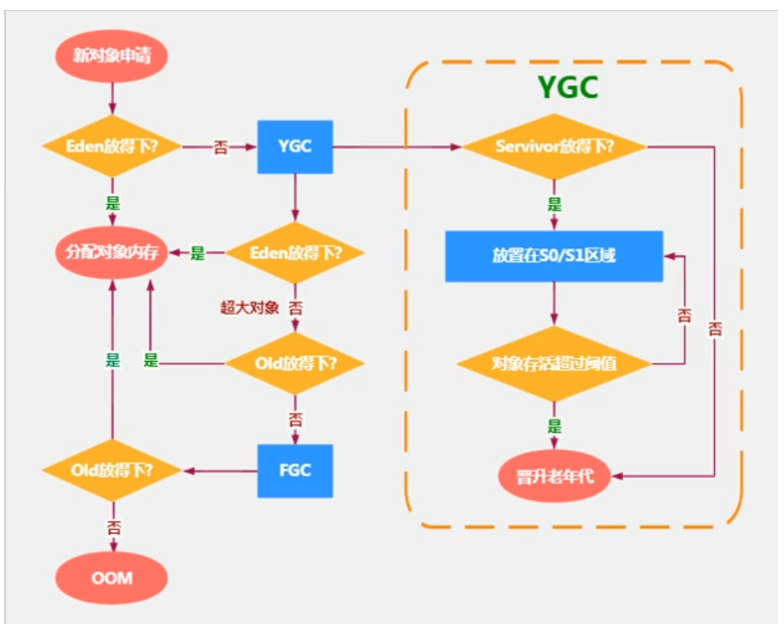 新对象申请
YGC
Eden放得下?
否
YGC
Servivor放得下?
是
是
分配对象内存
是
Eden放得下?
放置在S0/S1区域
超大对象
否
否
否
是
是
Old放得下?
对象存活超过阈值
否
是
Old放得下?
FGC
晋升老年代
否
OOM